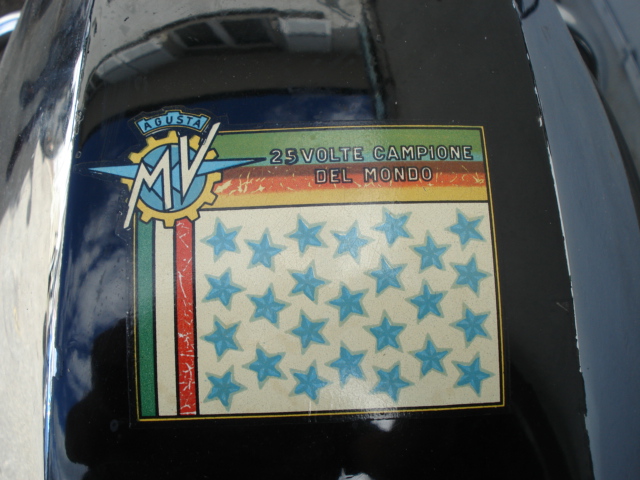 AGUSTA
MV
25 VOLTE CAMPIONE
DEL MONDO